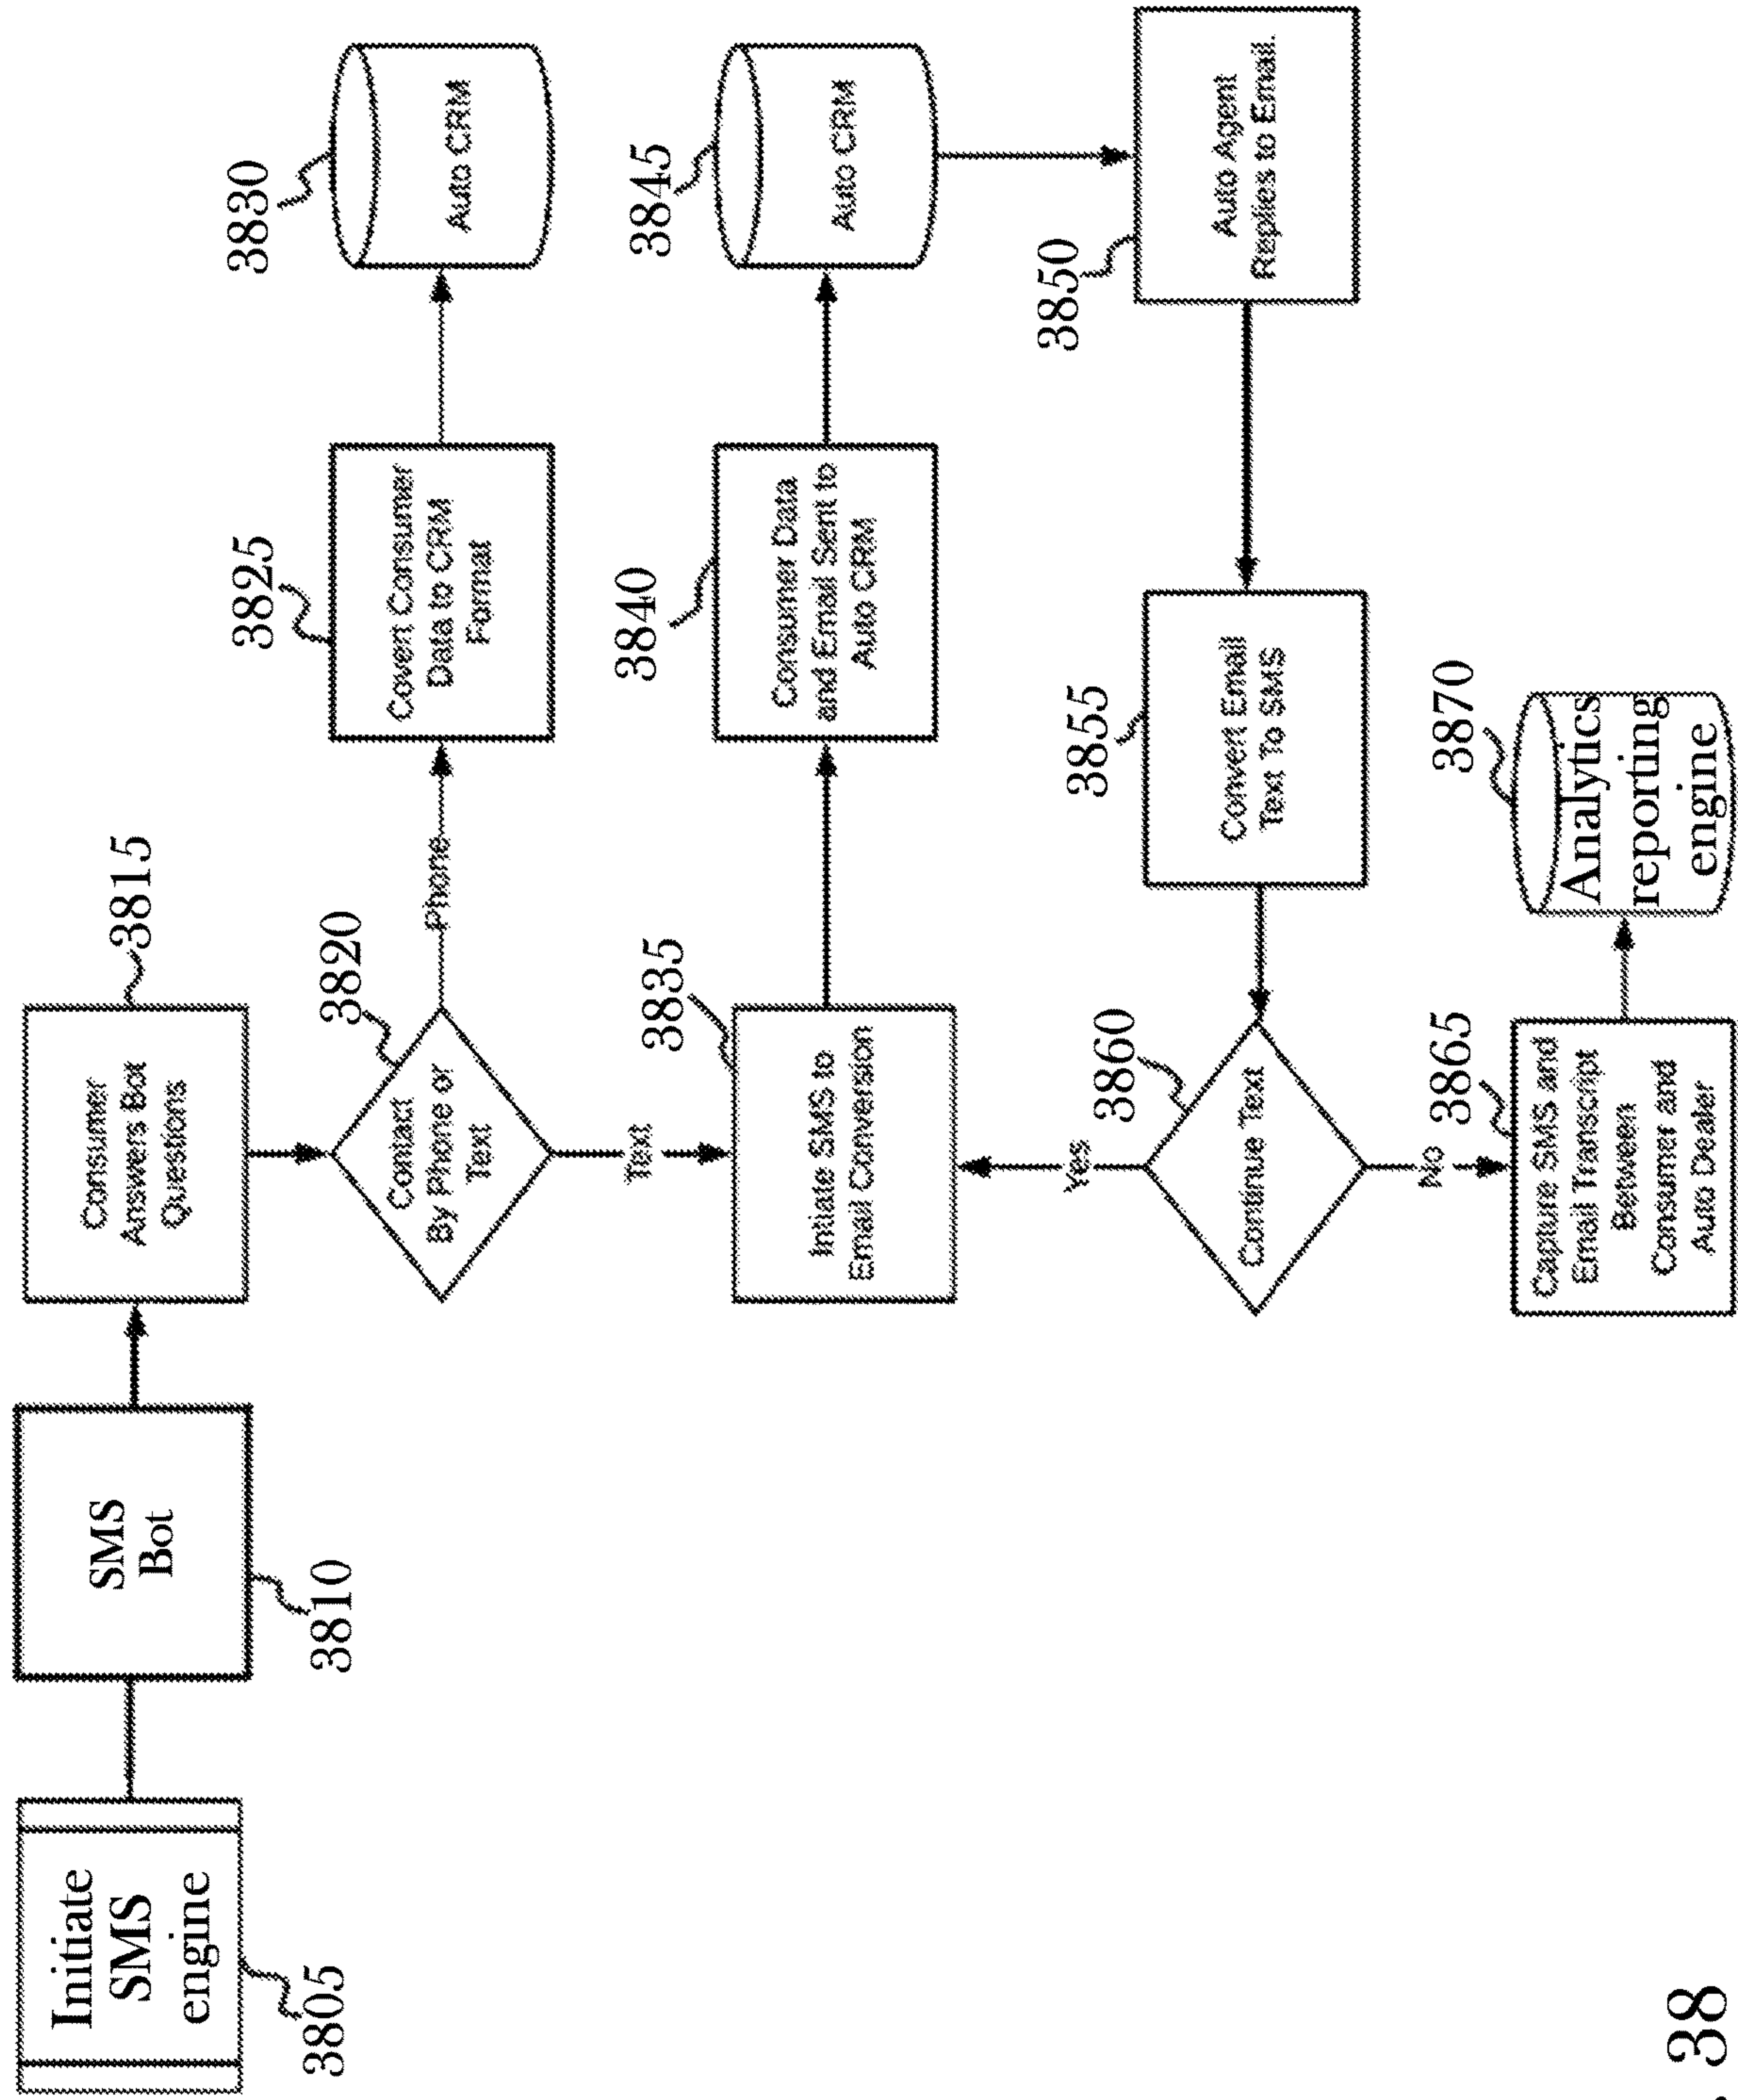 Initiate
SMS
engine
3805
SMS
Bot
3810
Consumer
Answers Bot
Questions
3815
Contact
By Phone or
Text
3820
Phone
Covert Consumer
Data to CRM
Format
3825
Auto CRM
3830
Text
Intiate SMS to
Email Conversion
3835
Consumer Data
and Email Sent to
Auto CRM
3840
Auto CRM
3845
Auto Agent
Replies to Email.
3850
Convert Email
Text To SMS
3855
Continue Text
3860
Yes
No
Capture SMS and
Email Transcript
Between
Consumer and
Auto Dealer
3865
Analytics
reporting
engine
3870
. 38